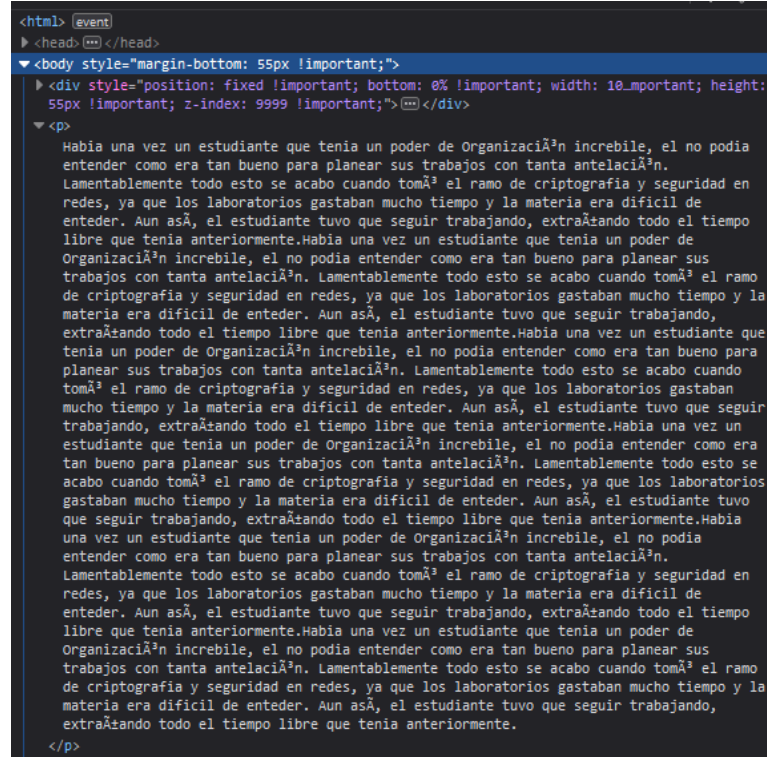 <html> event
<head> ... </head>
<body style="margin-bottom: 55px !important;">
<div style="position: fixed !important; bottom: 0% !important; width: 10…mportant; height:
55px !important; z-index: 9999 !important;"> ... </div>
<p>
Habia una vez un estudiante que tenia un poder de OrganizaciÃ³n increbile, el no podia
entender como era tan bueno para planear sus trabajos con tanta antelaciÃ³n.
Lamentablemente todo esto se acabo cuando tomÃ³ el ramo de criptografia y seguridad en
redes, ya que los laboratorios gastaban mucho tiempo y la materia era dificil de
enteder. Aun asÃ­, el estudiante tuvo que seguir trabajando, extraÃ±ando todo el tiempo
libre que tenia anteriormente.Habia una vez un estudiante que tenia un poder de
OrganizaciÃ³n increbile, el no podia entender como era tan bueno para planear sus
trabajos con tanta antelaciÃ³n. Lamentablemente todo esto se acabo cuando tomÃ³ el ramo
de criptografia y seguridad en redes, ya que los laboratorios gastaban mucho tiempo y la
materia era dificil de enteder. Aun asÃ­, el estudiante tuvo que seguir trabajando,
extraÃ±ando todo el tiempo libre que tenia anteriormente.Habia una vez un estudiante que
tenia un poder de OrganizaciÃ³n increbile, el no podia entender como era tan bueno para
planear sus trabajos con tanta antelaciÃ³n. Lamentablemente todo esto se acabo cuando
tomÃ³ el ramo de criptografia y seguridad en redes, ya que los laboratorios gastaban
mucho tiempo y la materia era dificil de enteder. Aun asÃ­, el estudiante tuvo que seguir
trabajando, extraÃ±ando todo el tiempo libre que tenia anteriormente.Habia una vez un
estudiante que tenia un poder de OrganizaciÃ³n increbile, el no podia entender como era
tan bueno para planear sus trabajos con tanta antelaciÃ³n. Lamentablemente todo esto se
acabo cuando tomÃ³ el ramo de criptografia y seguridad en redes, ya que los laboratorios
gastaban mucho tiempo y la materia era dificil de enteder. Aun asÃ­, el estudiante tuvo
que seguir trabajando, extraÃ±ando todo el tiempo libre que tenia anteriormente.Habia
una vez un estudiante que tenia un poder de OrganizaciÃ³n increbile, el no podia
entender como era tan bueno para planear sus trabajos con tanta antelaciÃ³n.
Lamentablemente todo esto se acabo cuando tomÃ³ el ramo de criptografia y seguridad en
redes, ya que los laboratorios gastaban mucho tiempo y la materia era dificil de
enteder. Aun asÃ­, el estudiante tuvo que seguir trabajando, extraÃ±ando todo el tiempo
libre que tenia anteriormente.Habia una vez un estudiante que tenia un poder de
OrganizaciÃ³n increbile, el no podia entender como era tan bueno para planear sus
trabajos con tanta antelaciÃ³n. Lamentablemente todo esto se acabo cuando tomÃ³ el ramo
de criptografia y seguridad en redes, ya que los laboratorios gastaban mucho tiempo y la
materia era dificil de enteder. Aun asÃ­, el estudiante tuvo que seguir trabajando,
extraÃ±ando todo el tiempo libre que tenia anteriormente.
</p>